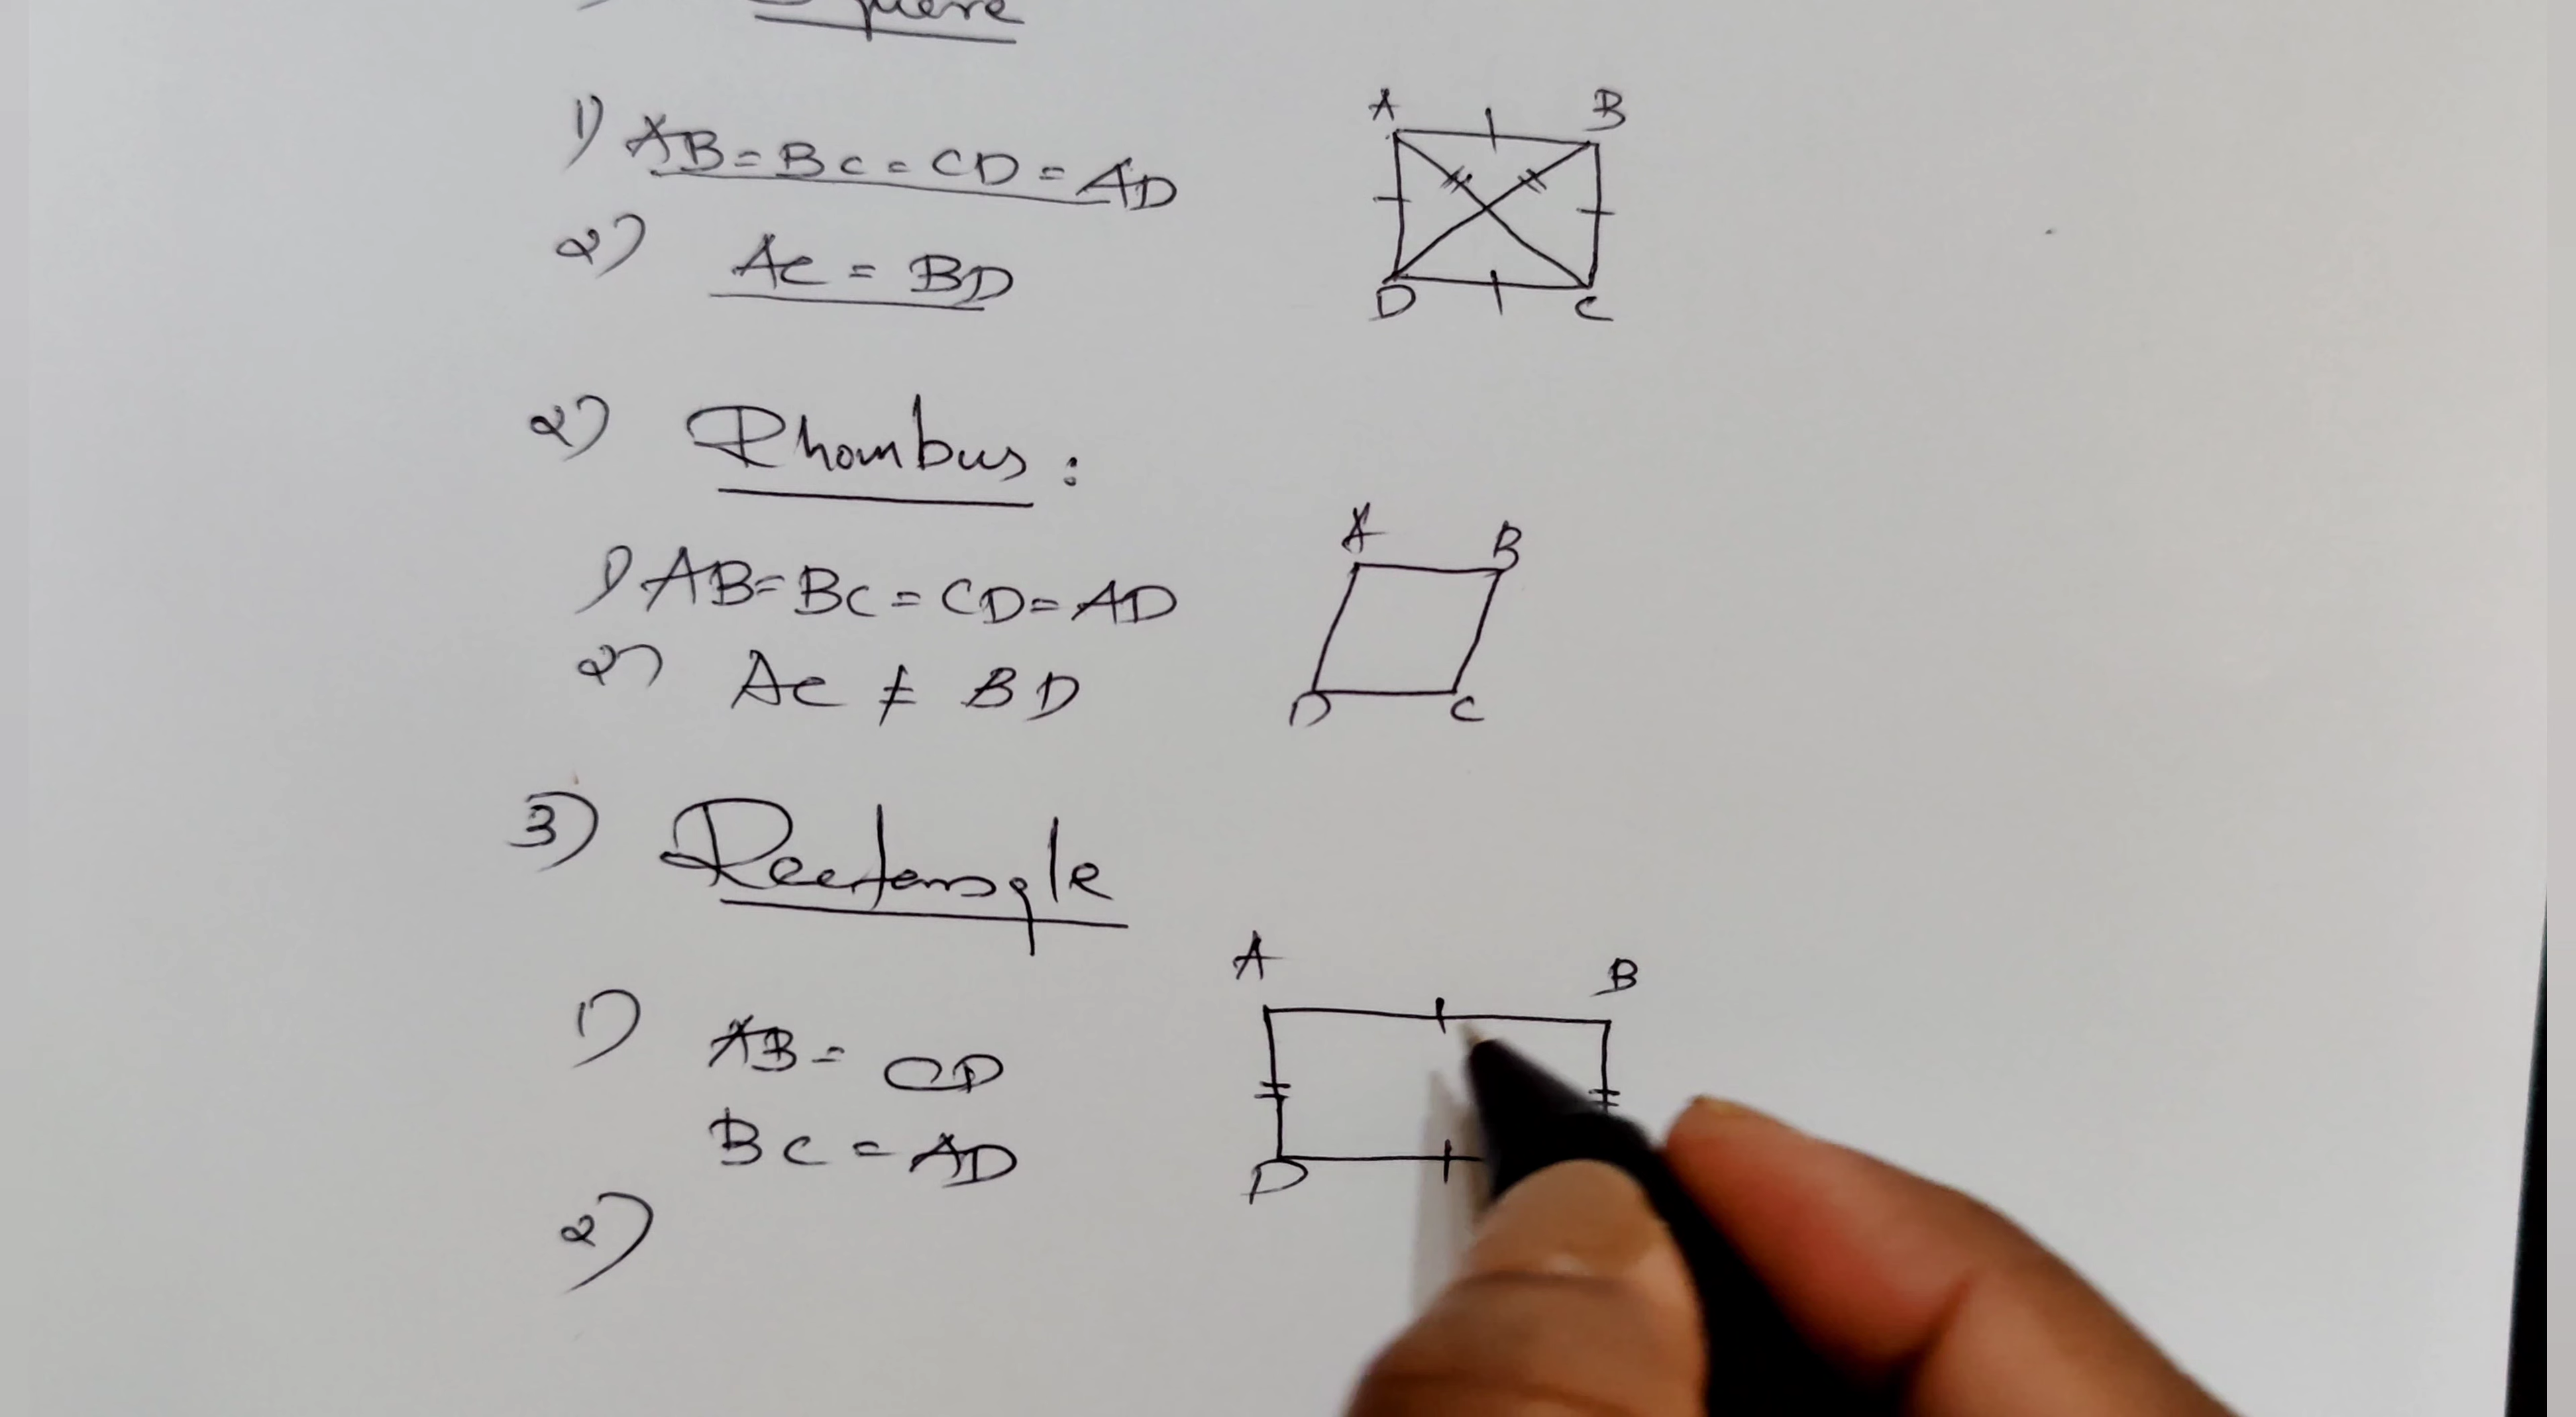 Square
1) AB = BC = CD = AD
A B
2) AC = BD
D C
2) Rhombus :
A B
1) AB = BC = CD = AD
2) AC ≠ BD
D C
3) Rectangle
A B
1) AB = CD
BC = AD
D
2)